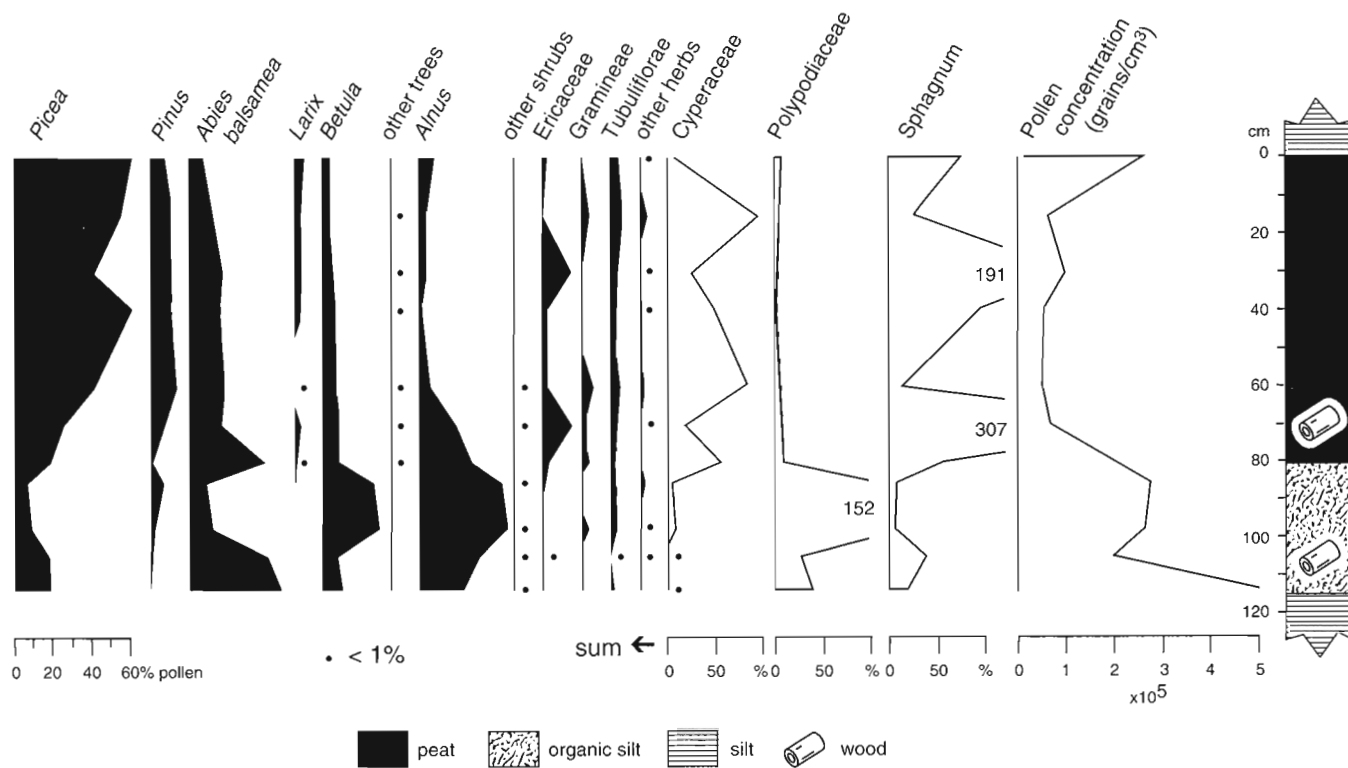 Picea
Pinus
Abies
balsamea
Larix
Betula
other trees
Alnus
other shrubs
Ericaceae
Gramineae
Tubuliflorae
other herbs
Cyperaceae
Polypodiaceae
Sphagnum
Pollen
concentration
(grains/cm³)
cm
0
20
40
60
80
100
120
191
307
152
0 20 40 60% pollen
• < 1%
sum ←
0 50 %
0 50 %
0 50 %
0 1 2 3 4 5
x10⁵
peat
organic silt
silt
wood